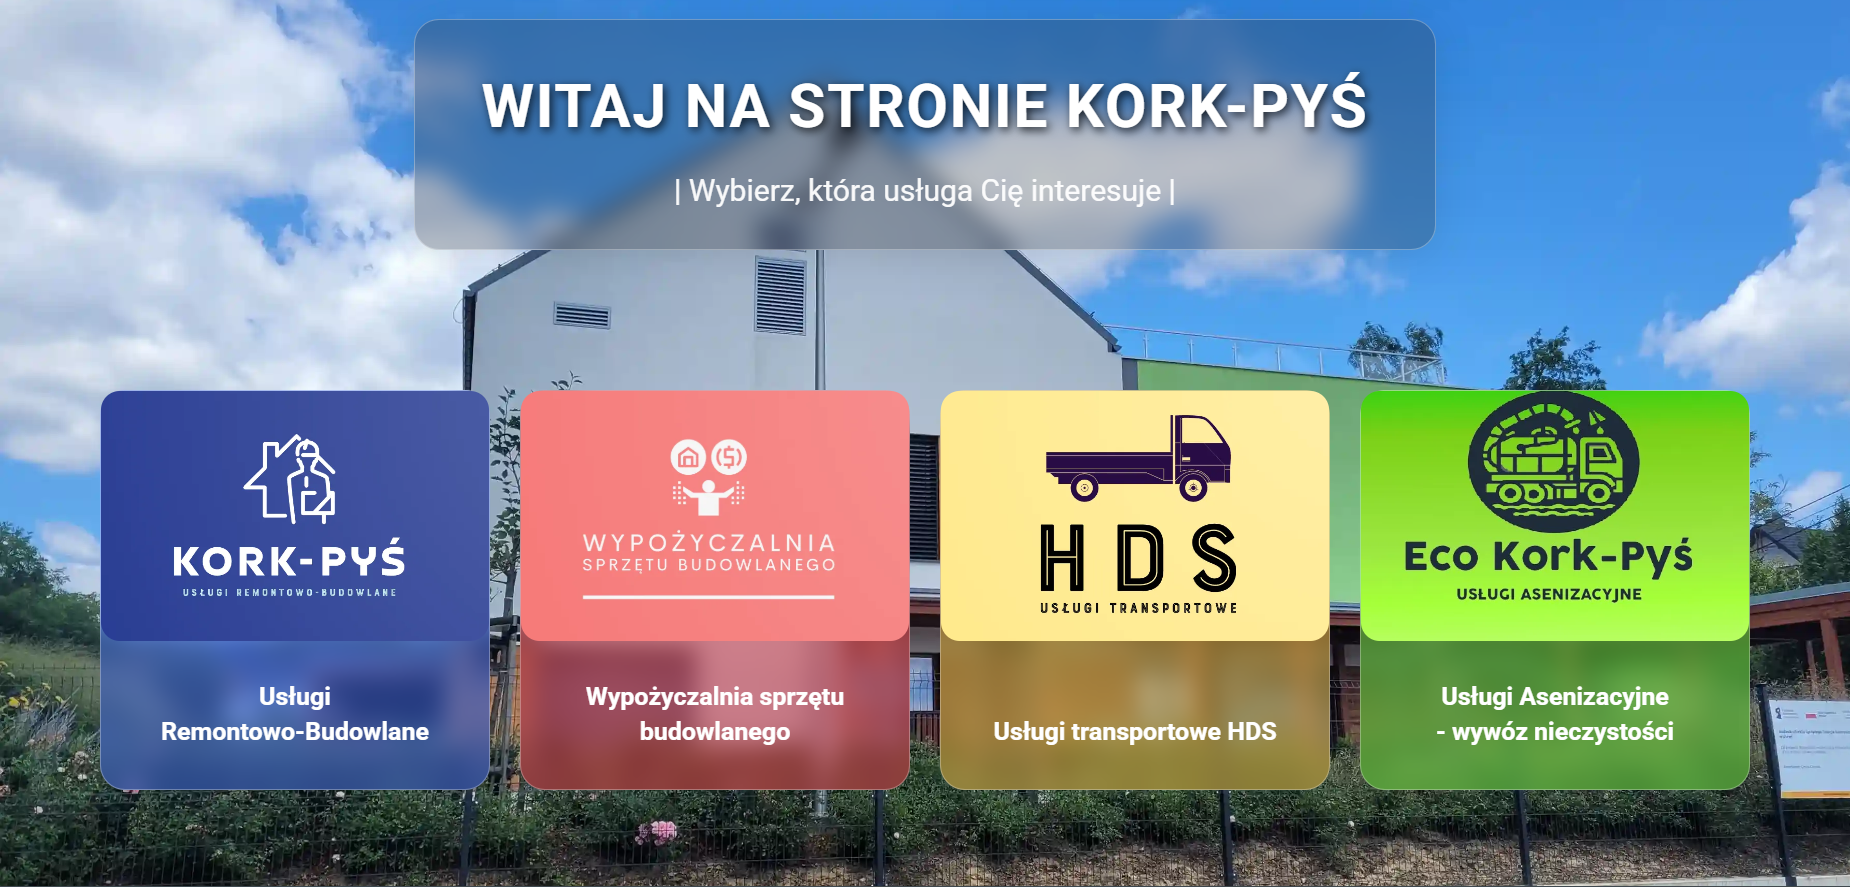 WITAJ NA STRONIE KORK-PYŚ
| Wybierz, która usługa Cię interesuje |
KORK-PYŚ
USŁUGI REMONTOWO-BUDOWLANE
Usługi
Remontowo-Budowlane
WYPOŻYCZALNIA
SPRZĘTU BUDOWLANEGO
Wypożyczalnia sprzętu
budowlanego
HDS
USŁUGI TRANSPORTOWE
Usługi transportowe HDS
Eco Kork-Pyś
USŁUGI ASENIZACYJNE
Usługi Asenizacyjne
- wywóz nieczystości